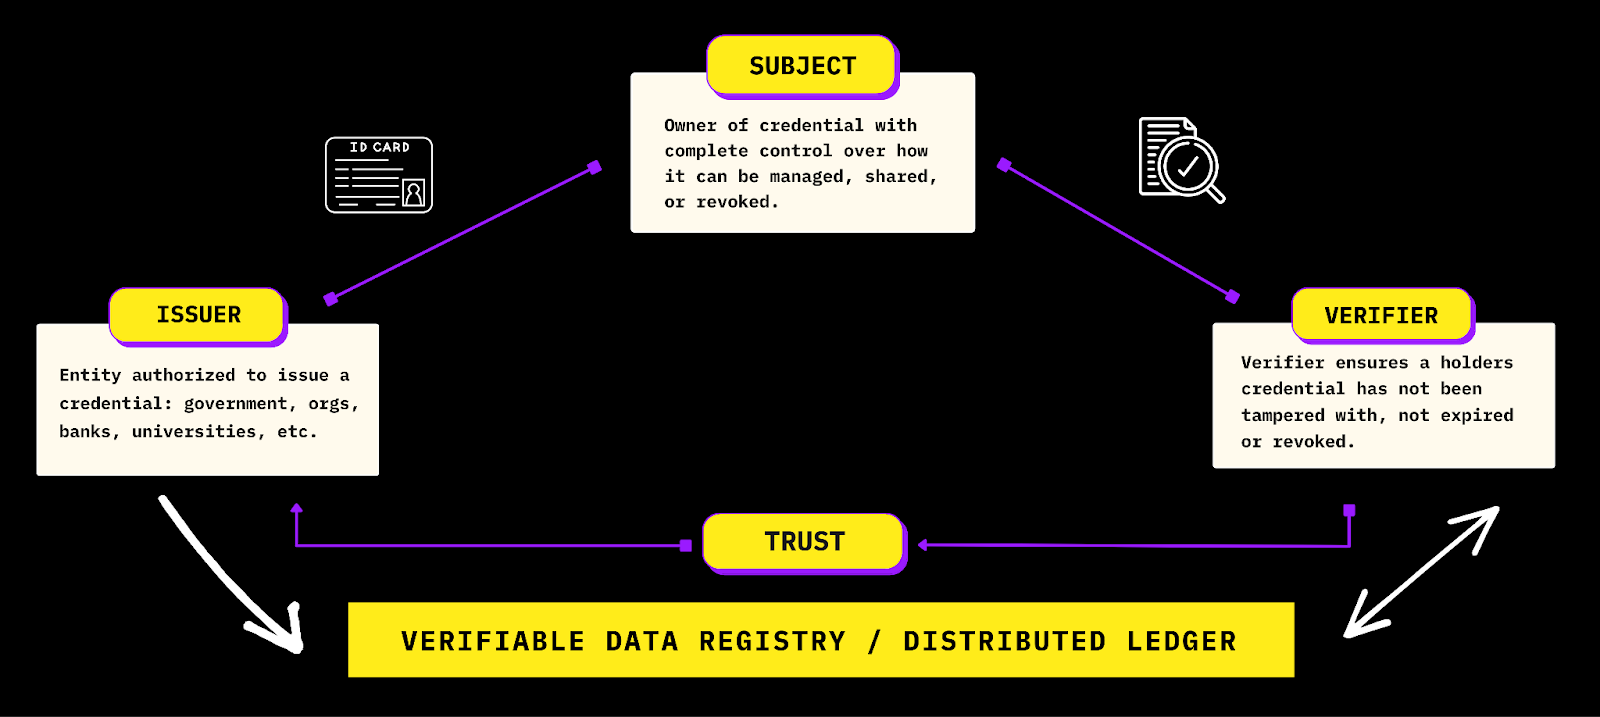 SUBJECT
Owner of credential with
complete control over how
it can be managed, shared,
or revoked.
ID CARD
ISSUER
Entity authorized to issue a
credential: government, orgs,
banks, universities, etc.
VERIFIER
Verifier ensures a holders
credential has not been
tampered with, not expired
or revoked.
TRUST
VERIFIABLE DATA REGISTRY / DISTRIBUTED LEDGER